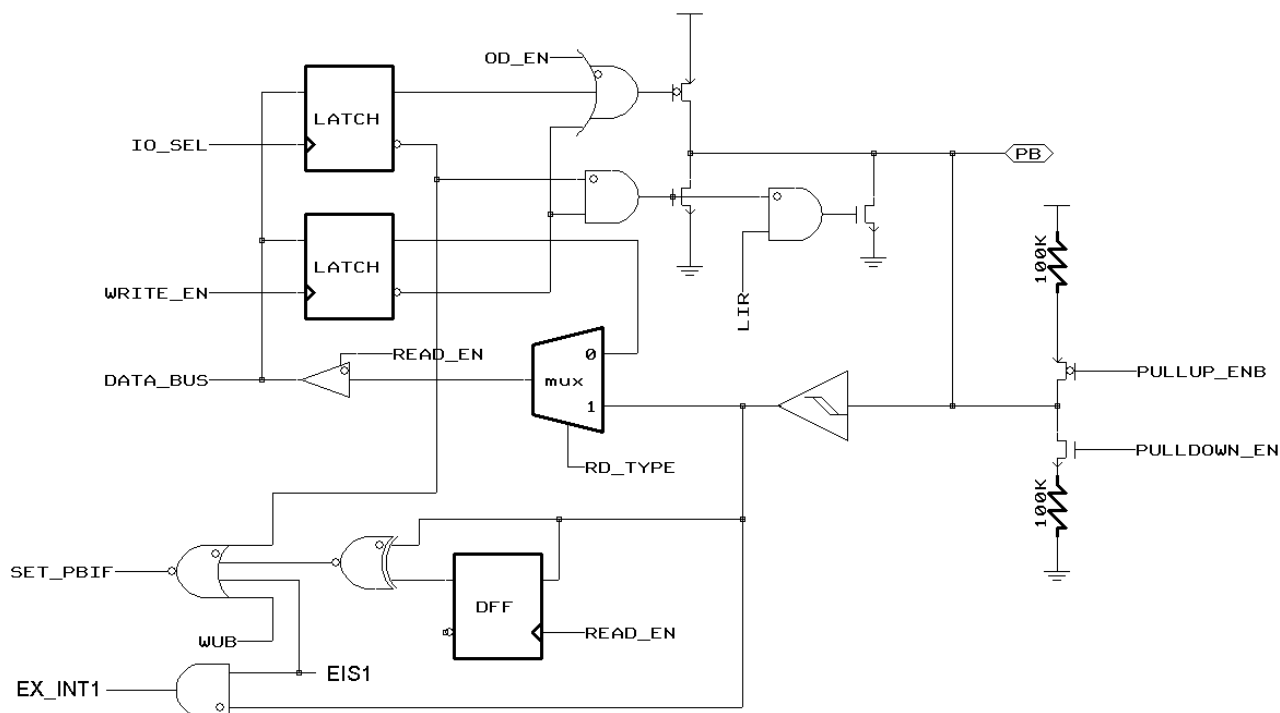 OD_EN
LATCH
IO_SEL
PB
LATCH
WRITE_EN
LIR
100K
READ_EN
0
DATA_BUS
mux
1
PULLUP_ENB
RD_TYPE
PULLDOWN_EN
100K
SET_PBIF
DFF
WUB
READ_EN
EIS1
EX_INT1